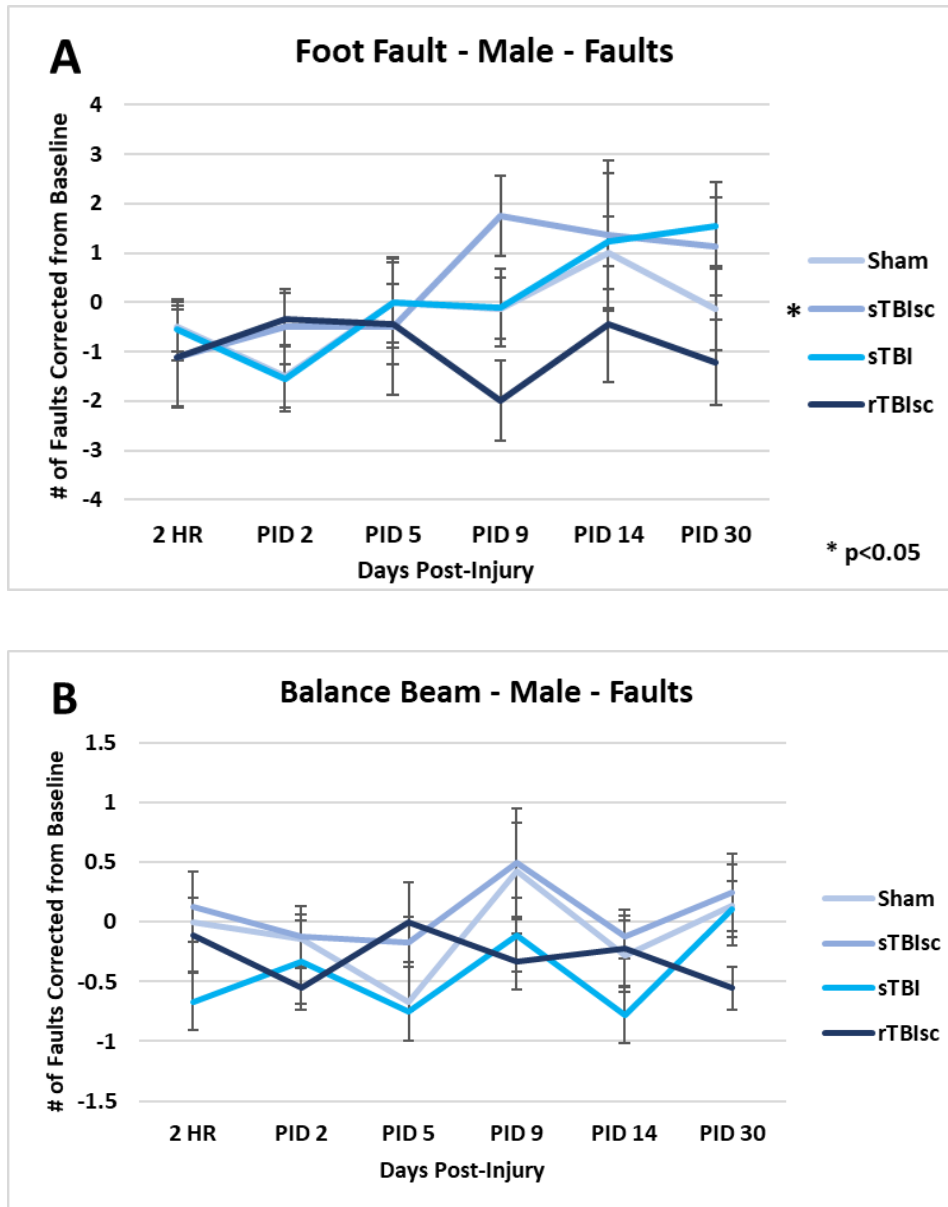 A
Foot Fault - Male - Faults
# of Faults Corrected from Baseline
4
3
2
1
0
-1
-2
-3
-4
2 HR PID 2 PID 5 PID 9 PID 14 PID 30
Days Post-Injury
Sham
* sTBIsc
sTBI
rTBIsc
* p<0.05
B
Balance Beam - Male - Faults
# of Faults Corrected from Baseline
1.5
1
0.5
0
-0.5
-1
-1.5
2 HR PID 2 PID 5 PID 9 PID 14 PID 30
Days Post-Injury
Sham
sTBIsc
sTBI
rTBIsc